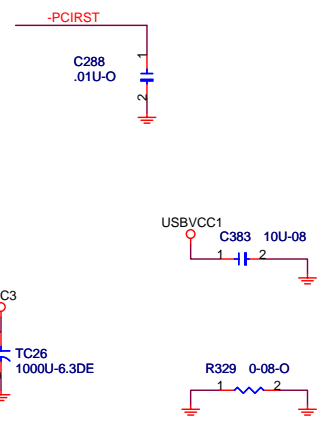 -PCIRST
1
C288
.01U-O
2
USBVCC1
C383 10U-08
1 2
C3
TC26
1000U-6.3DE
R329 0-08-O
1 2